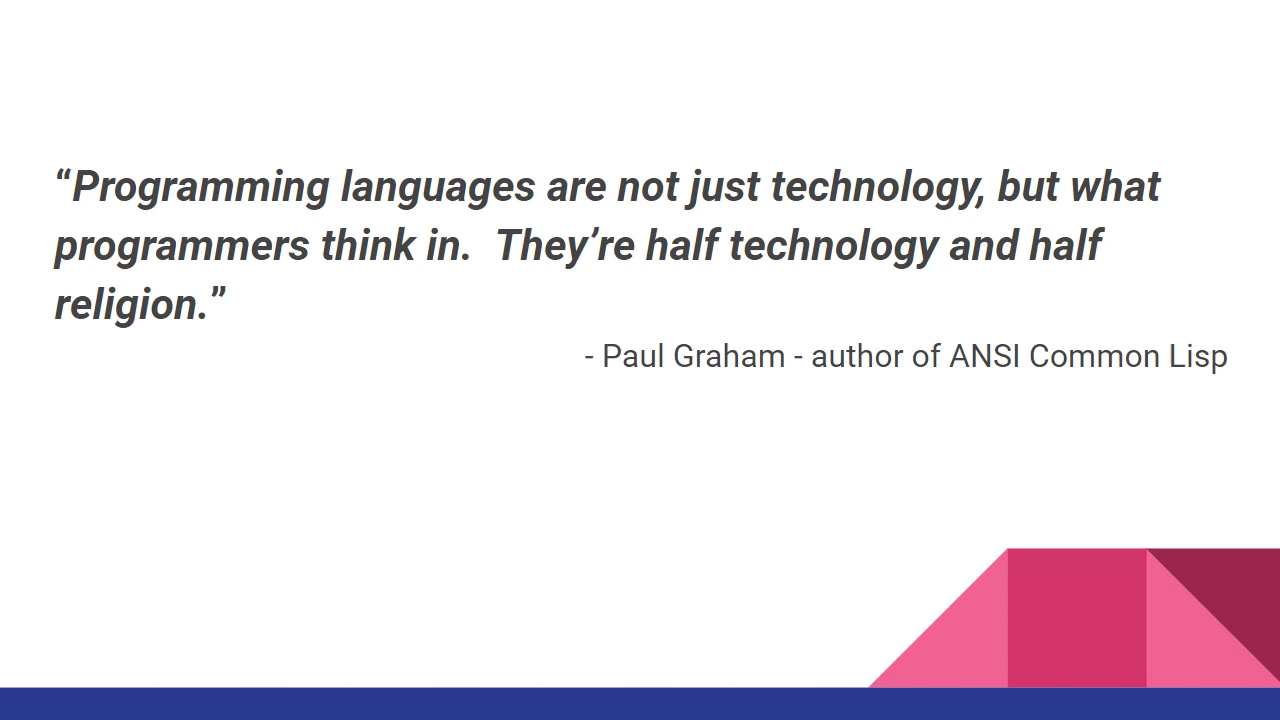 “Programming languages are not just technology, but what
programmers think in.  They’re half technology and half
religion.”
- Paul Graham - author of ANSI Common Lisp